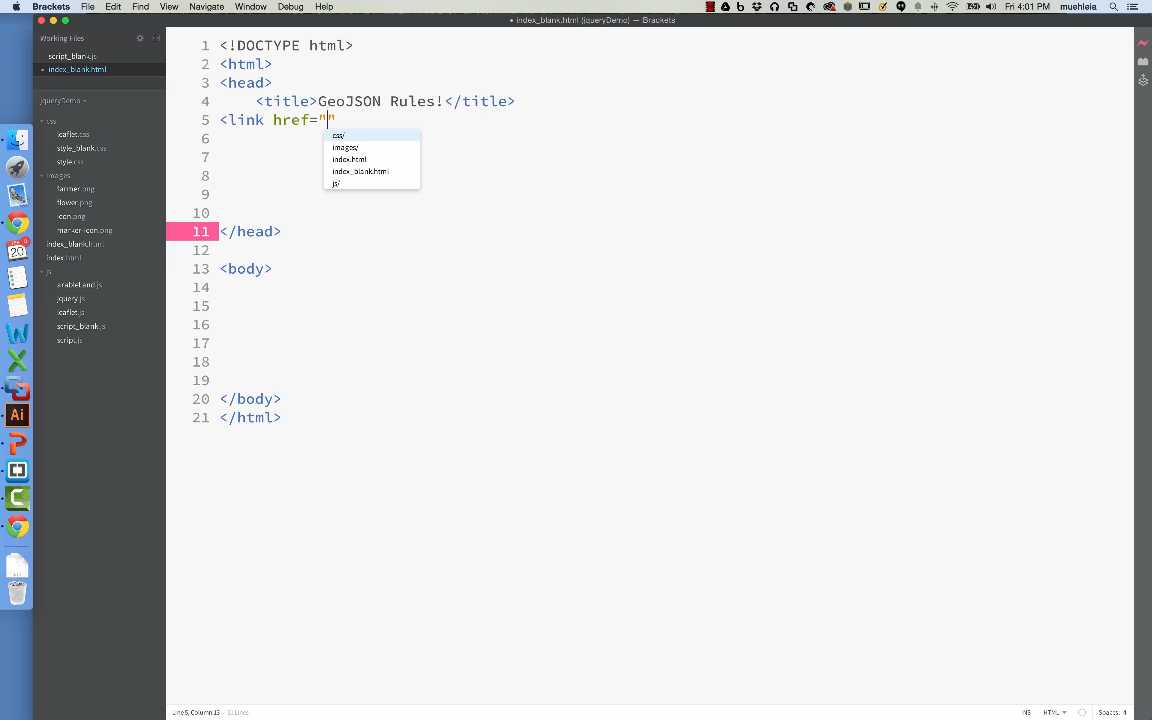 Brackets File Edit Find View Navigate Window Debug Help Fri 4:01 PM muehleia
• index_blank.html (jqueryDemo) — Brackets
Working Files
script_blank.js
• index_blank.html
jqueryDemo
css
leaflet.css
style_blank.css
style.css
images
farmer.png
flower.png
icon.png
marker-icon.png
index_blank.html
index.html
js
arableLand.js
jquery.js
leaflet.js
script_blank.js
script.js
1 <!DOCTYPE html>
2 <html>
3 <head>
4 <title>GeoJSON Rules!</title>
5 <link href=""
css/
images/
index.html
index_blank.html
js/
6
7
8
9
10
11 </head>
12
13 <body>
14
15
16
17
18
19
20 </body>
21 </html>
20
W
Ai
Line 5, Column 13 21 Lines
INS HTML Spaces: 4